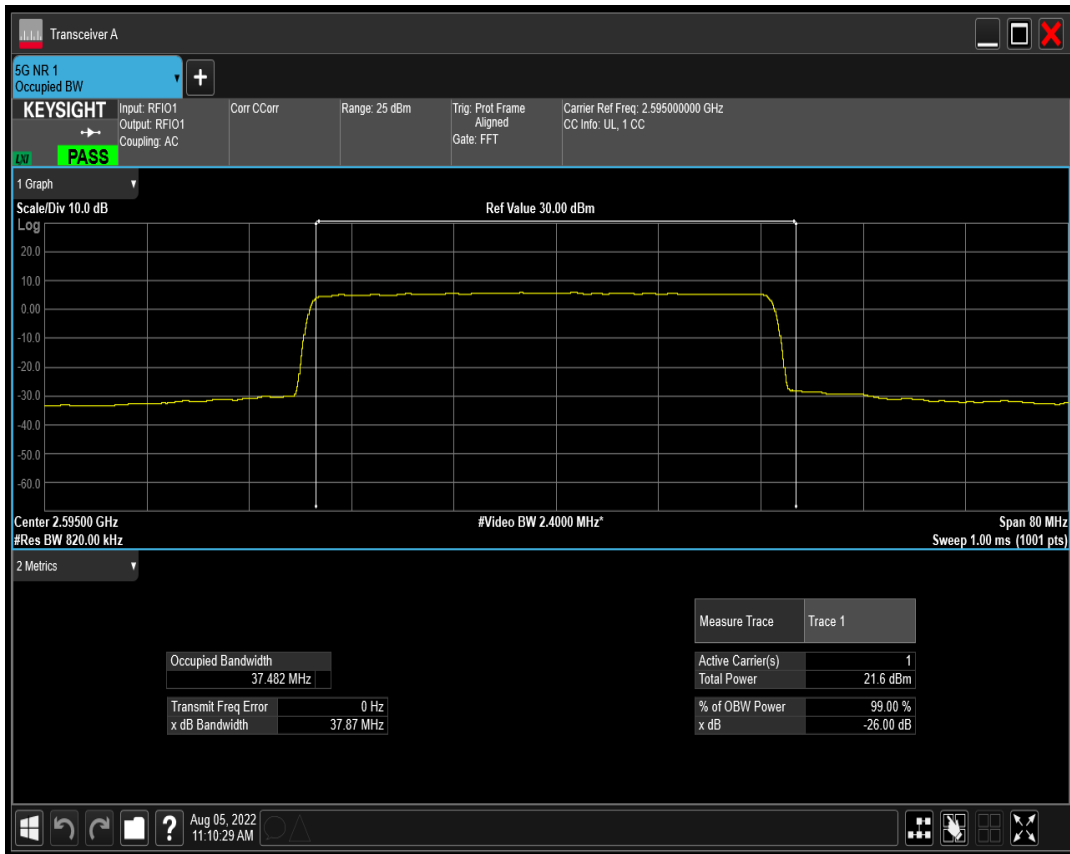 Transceiver A
5G NR 1
Occupied BW
+
KEYSIGHT
LXI
PASS
Input: RFIO1
Output: RFIO1
Coupling: AC
Corr CCorr
Range: 25 dBm
Trig: Prot Frame
Aligned
Gate: FFT
Carrier Ref Freq: 2.595000000 GHz
CC Info: UL, 1 CC
1 Graph
Scale/Div 10.0 dB
Ref Value 30.00 dBm
Log
20.0
10.0
0.00
-10.0
-20.0
-30.0
-40.0
-50.0
-60.0
Center 2.59500 GHz
#Video BW 2.4000 MHz*
Span 80 MHz
#Res BW 820.00 kHz
Sweep 1.00 ms (1001 pts)
2 Metrics
Measure Trace Trace 1
Occupied Bandwidth
37.482 MHz
Active Carrier(s) 1
Total Power 21.6 dBm
Transmit Freq Error 0 Hz
x dB Bandwidth 37.87 MHz
% of OBW Power 99.00 %
x dB -26.00 dB
?
Aug 05, 2022
11:10:29 AM